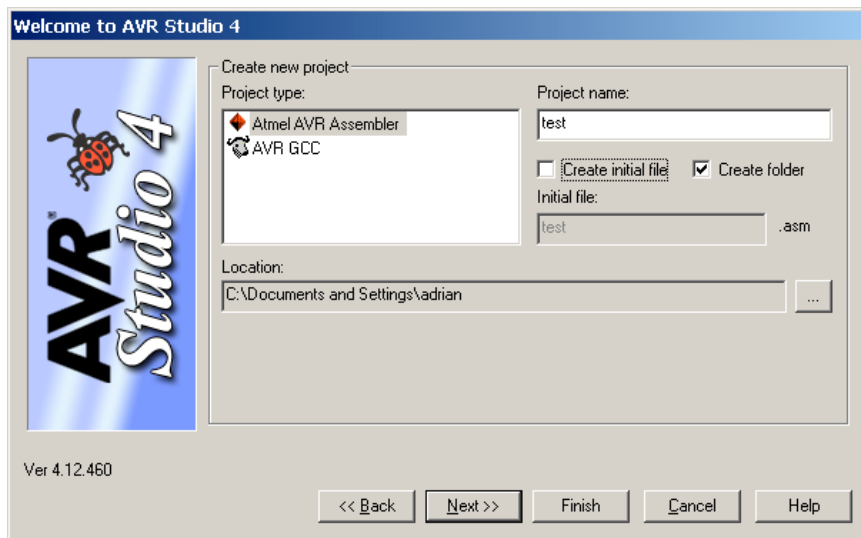 Welcome to AVR Studio 4
AVR® Studio 4
Create new project
Project type:
Atmel AVR Assembler
AVR GCC
Project name:
test
Create initial file
Create folder
Initial file:
test
.asm
Location:
C:\Documents and Settings\adrian
...
Ver 4.12.460
<< Back
Next >>
Finish
Cancel
Help